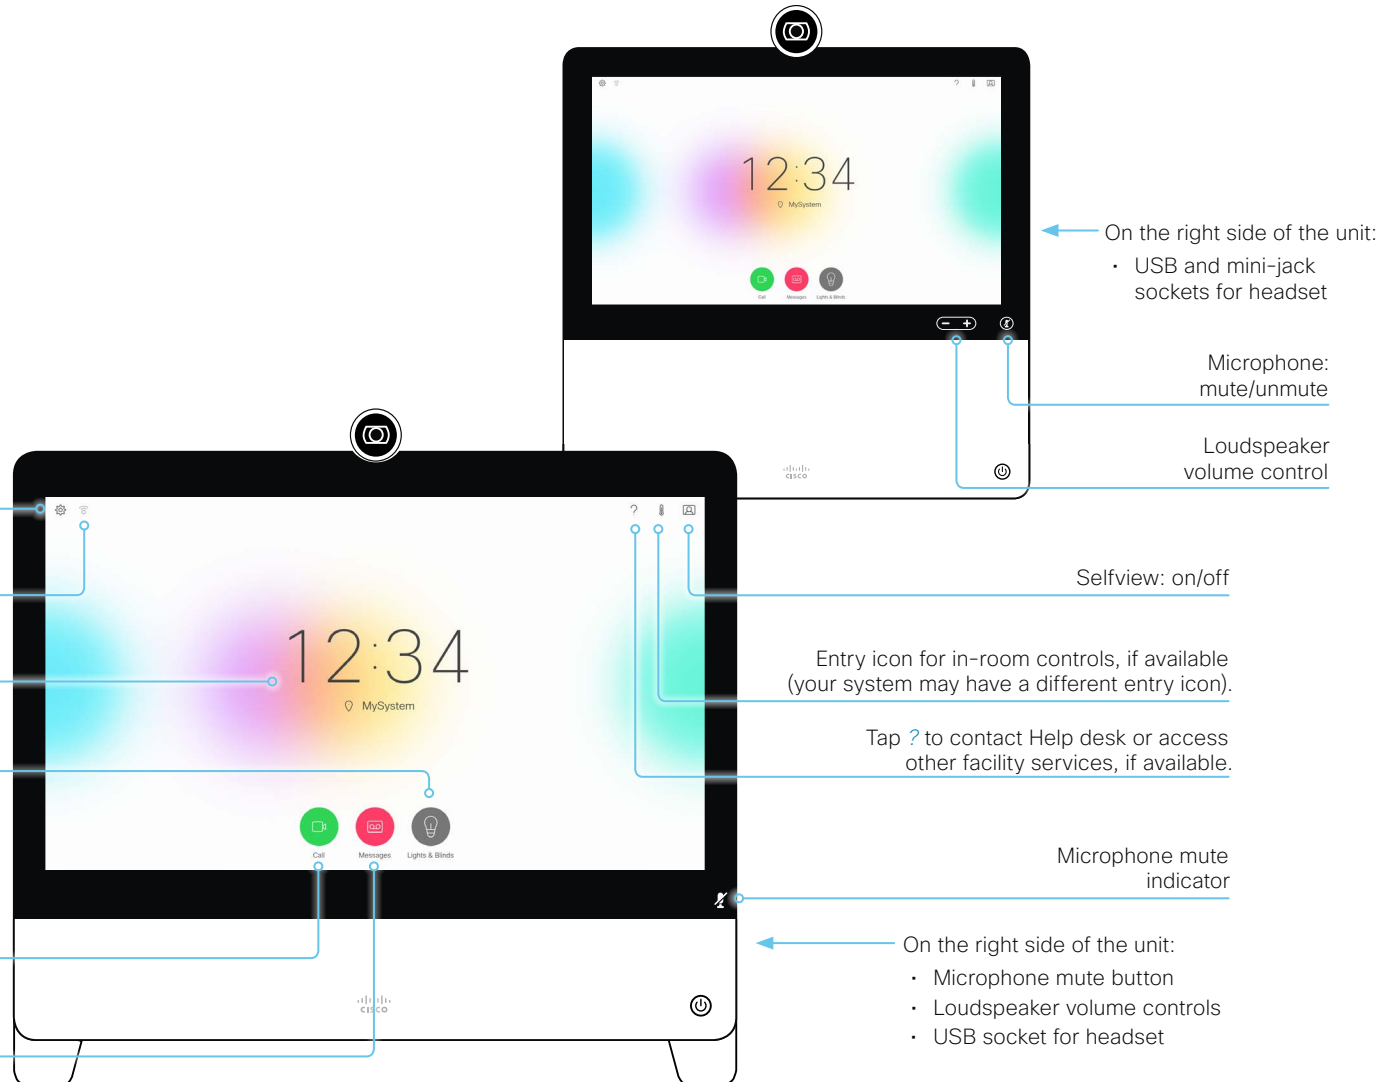 ?
12:34
MySystem
Call
Messages
Lights & Blinds
On the right side of the unit:
· USB and mini-jack
sockets for headset
Microphone:
mute/unmute
Loudspeaker
volume control
cisco
?
12:34
MySystem
Call
Messages
Lights & Blinds
cisco
Selfview: on/off
Entry icon for in-room controls, if available
(your system may have a different entry icon).
Tap ? to contact Help desk or access
other facility services, if available.
Microphone mute
indicator
On the right side of the unit:
· Microphone mute button
· Loudspeaker volume controls
· USB socket for headset